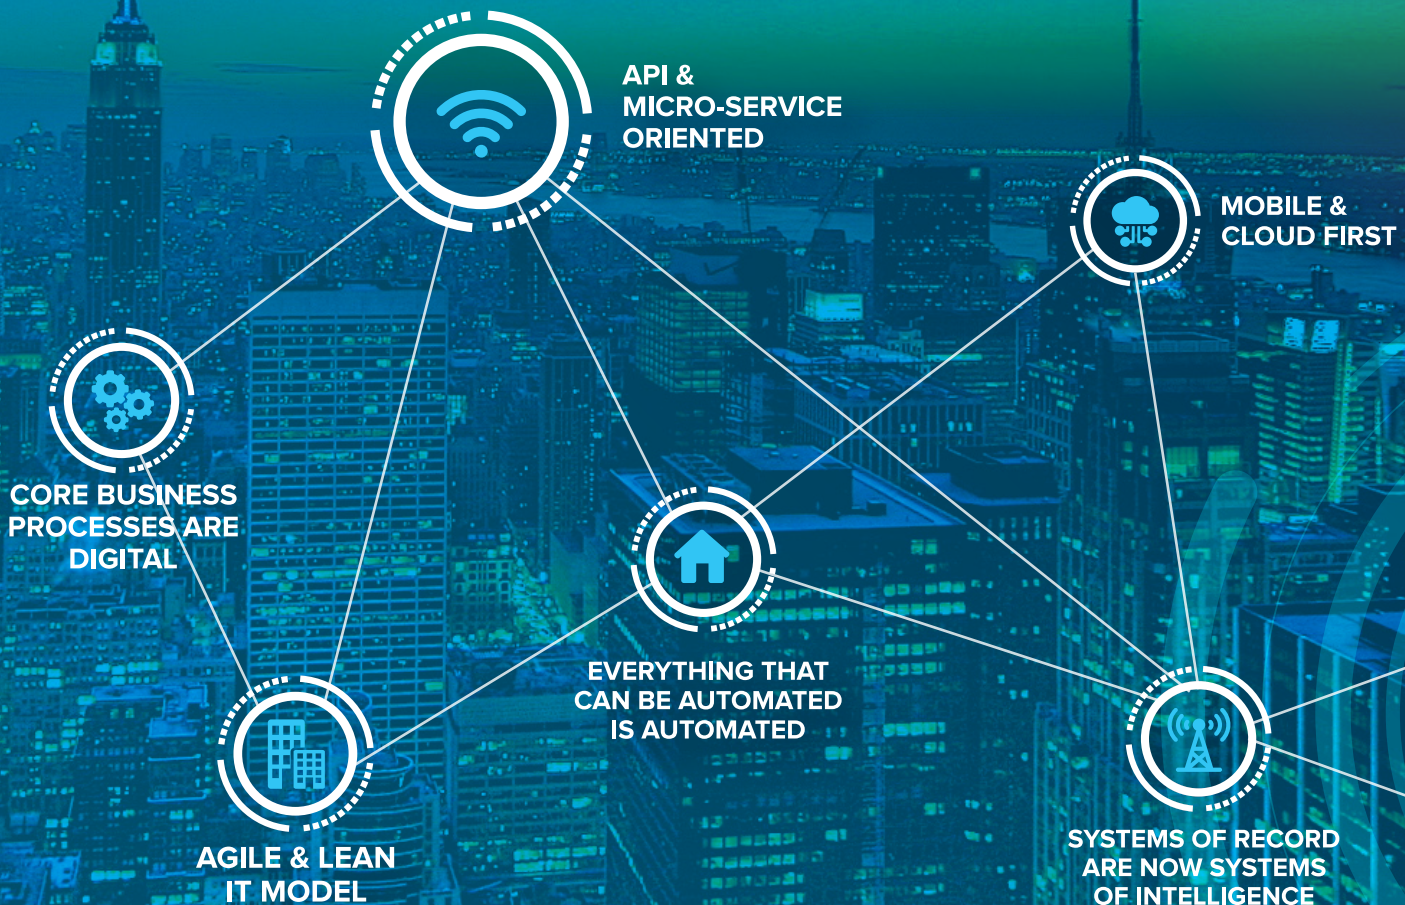 API &
MICRO-SERVICE
ORIENTED
MOBILE &
CLOUD FIRST
CORE BUSINESS
PROCESSES ARE
DIGITAL
EVERYTHING THAT
CAN BE AUTOMATED
IS AUTOMATED
AGILE & LEAN
IT MODEL
SYSTEMS OF RECORD
ARE NOW SYSTEMS
OF INTELLIGENCE